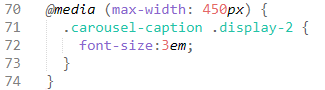 70 @media (max-width: 450px) {
71 .carousel-caption .display-2 {
72 font-size:3em;
73 }
74 }